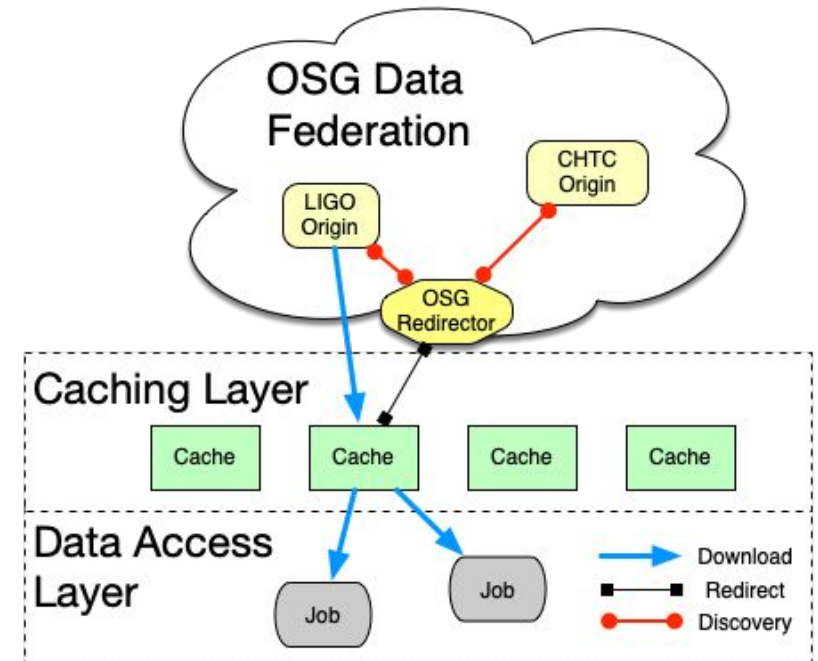 OSG Data
Federation
CHTC
Origin
LIGO
Origin
OSG
Redirector
Caching Layer
Cache
Cache
Cache
Cache
Data Access
Layer
Job
Job
Download
Redirect
Discovery